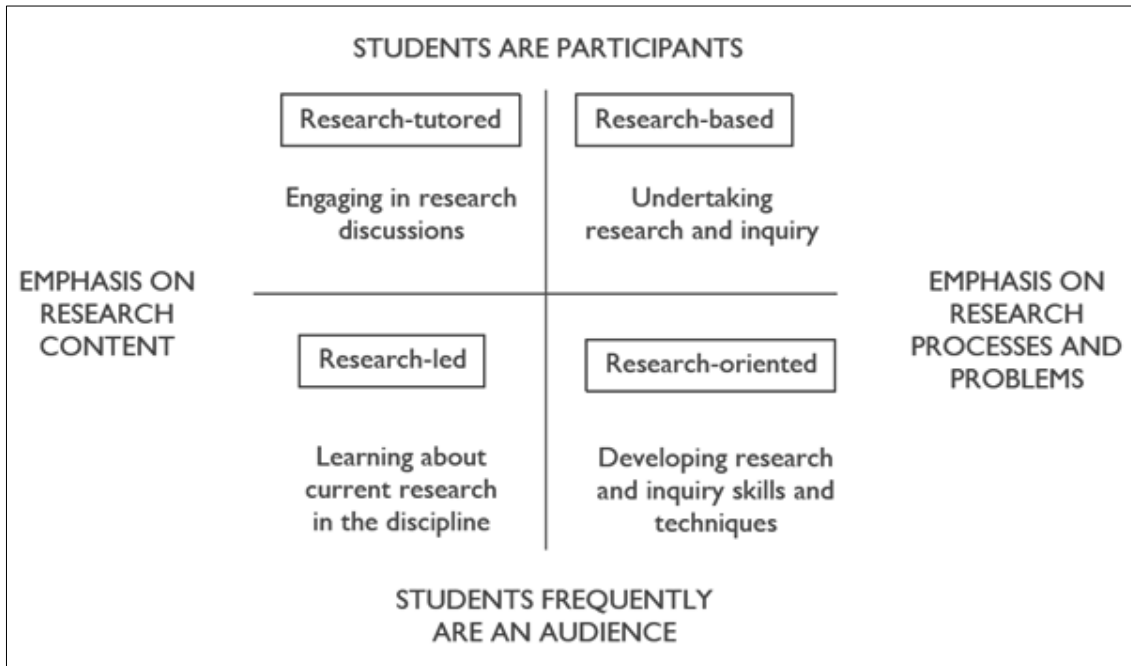 STUDENTS ARE PARTICIPANTS
Research-tutored
Research-based
Engaging in research
discussions
Undertaking
research and inquiry
EMPHASIS ON
RESEARCH
CONTENT
EMPHASIS ON
RESEARCH
PROCESSES AND
PROBLEMS
Research-led
Research-oriented
Learning about
current research
in the discipline
Developing research
and inquiry skills and
techniques
STUDENTS FREQUENTLY
ARE AN AUDIENCE